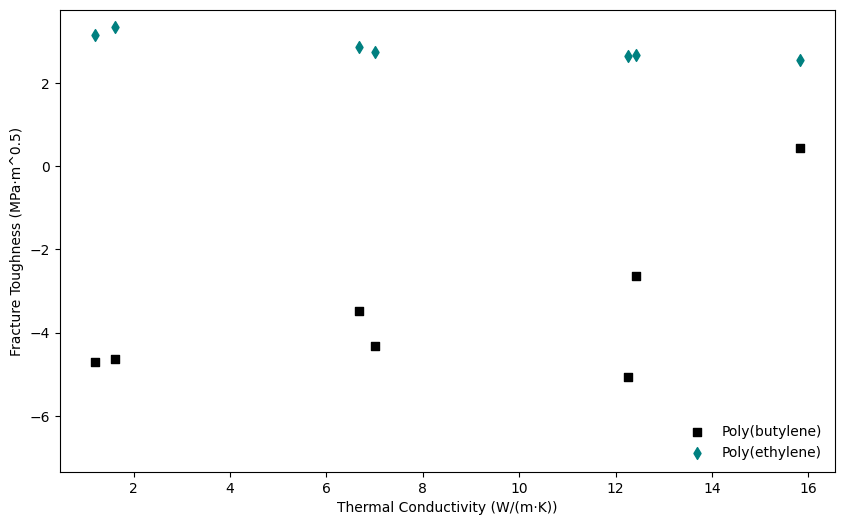 2
0
−2
−4
−6
Fracture Toughness (MPa·m^0.5)
2 4 6 8 10 12 14 16
Thermal Conductivity (W/(m·K))
Poly(butylene)
Poly(ethylene)